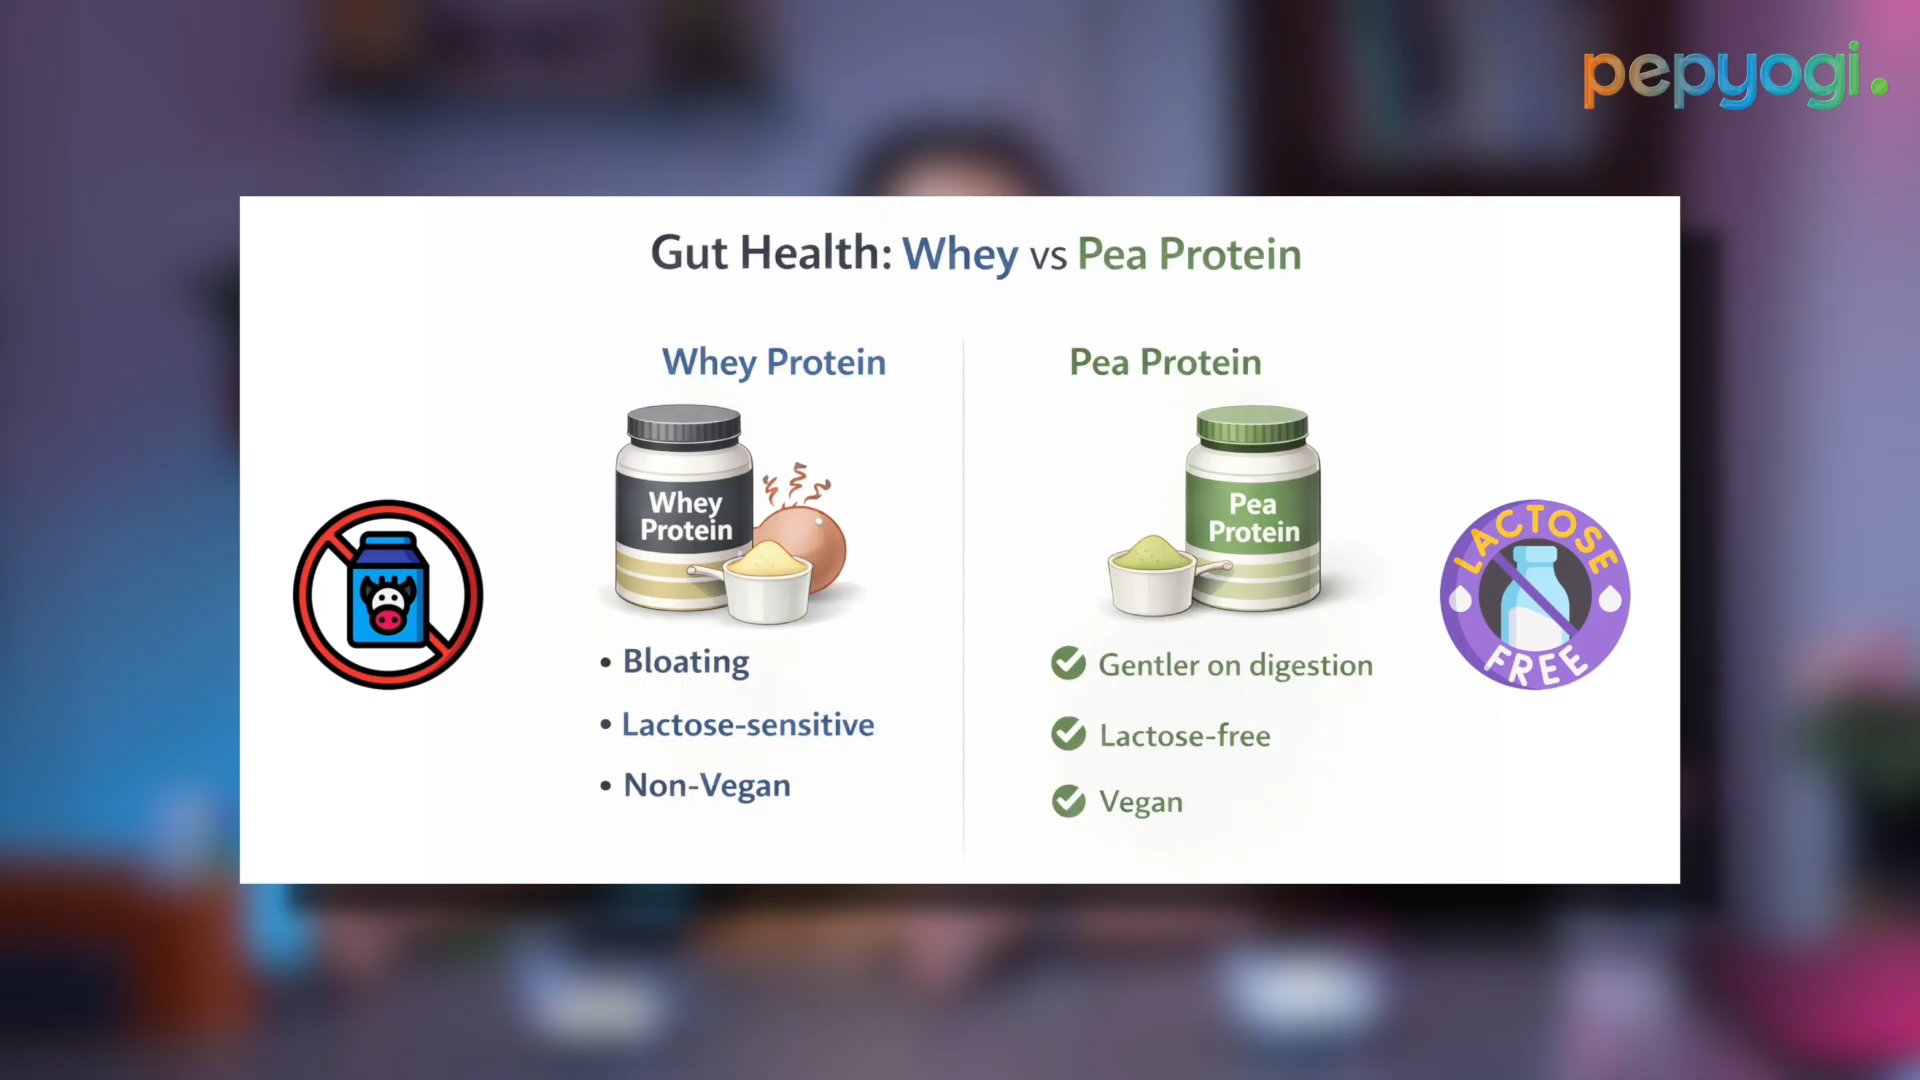 pepyogi.
Gut Health: Whey vs Pea Protein
Whey Protein
Whey
Protein
• Bloating
• Lactose-sensitive
• Non-Vegan
Pea Protein
Pea
Protein
Gentler on digestion
Lactose-free
Vegan
LACTOSE
FREE